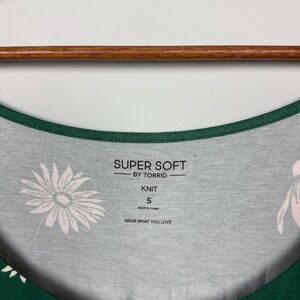 SUPER SOFT
BY TORRID
KNIT
5
MADE IN CHINA
WEAR WHAT YOU LOVE